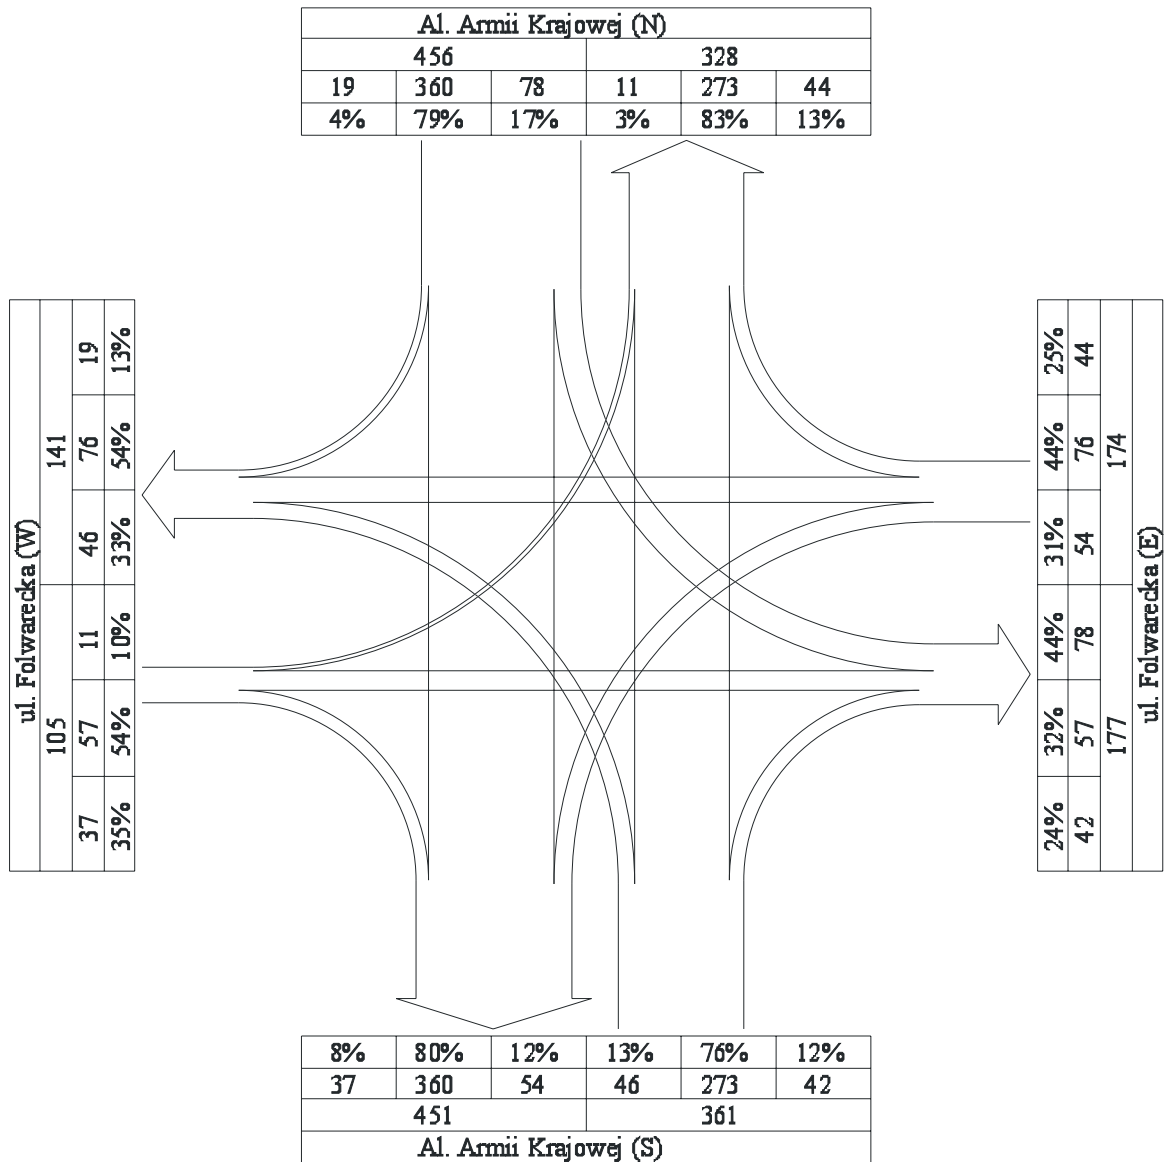 Al. Armii Krajowej (N)
456 328
19 360 78 11 273 44
4% 79% 17% 3% 83% 13%
ul. Folwarecka (W)
141 105
19 76 46 11 57 37
13% 54% 33% 10% 54% 35%
25% 44% 31% 44% 32% 24%
44 76 54 78 57 42
174 177
ul. Folwarecka (E)
8% 80% 12% 13% 76% 12%
37 360 54 46 273 42
451 361
Al. Armii Krajowej (S)